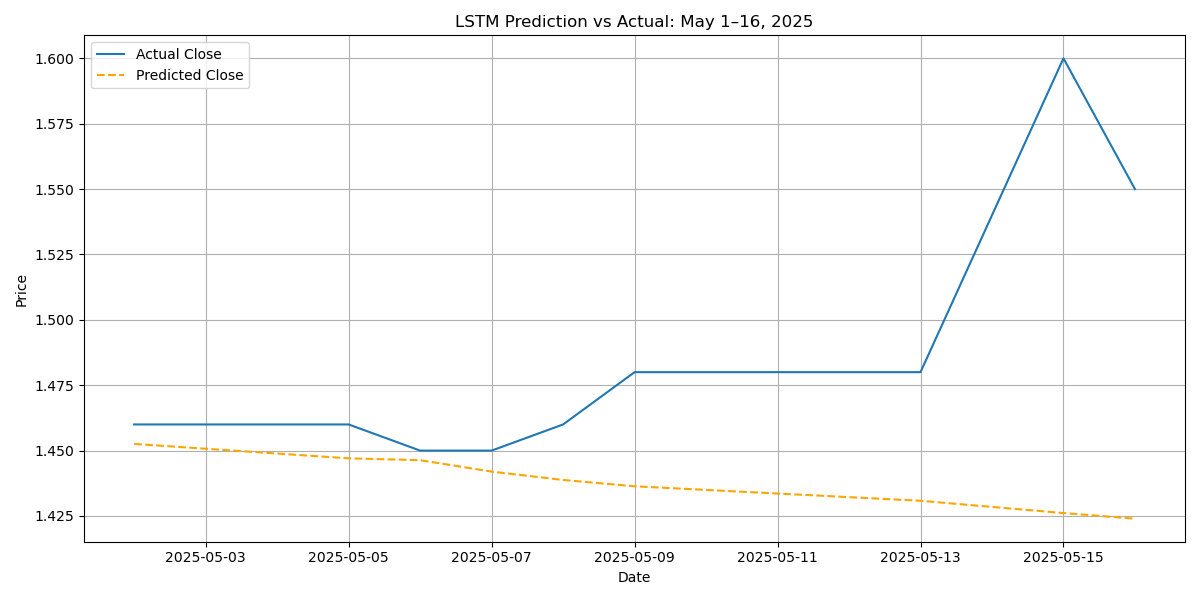 LSTM Prediction vs Actual: May 1–16, 2025
Actual Close
Predicted Close
1.600
1.575
1.550
1.525
1.500
1.475
1.450
1.425
Price
2025-05-03 2025-05-05 2025-05-07 2025-05-09 2025-05-11 2025-05-13 2025-05-15
Date